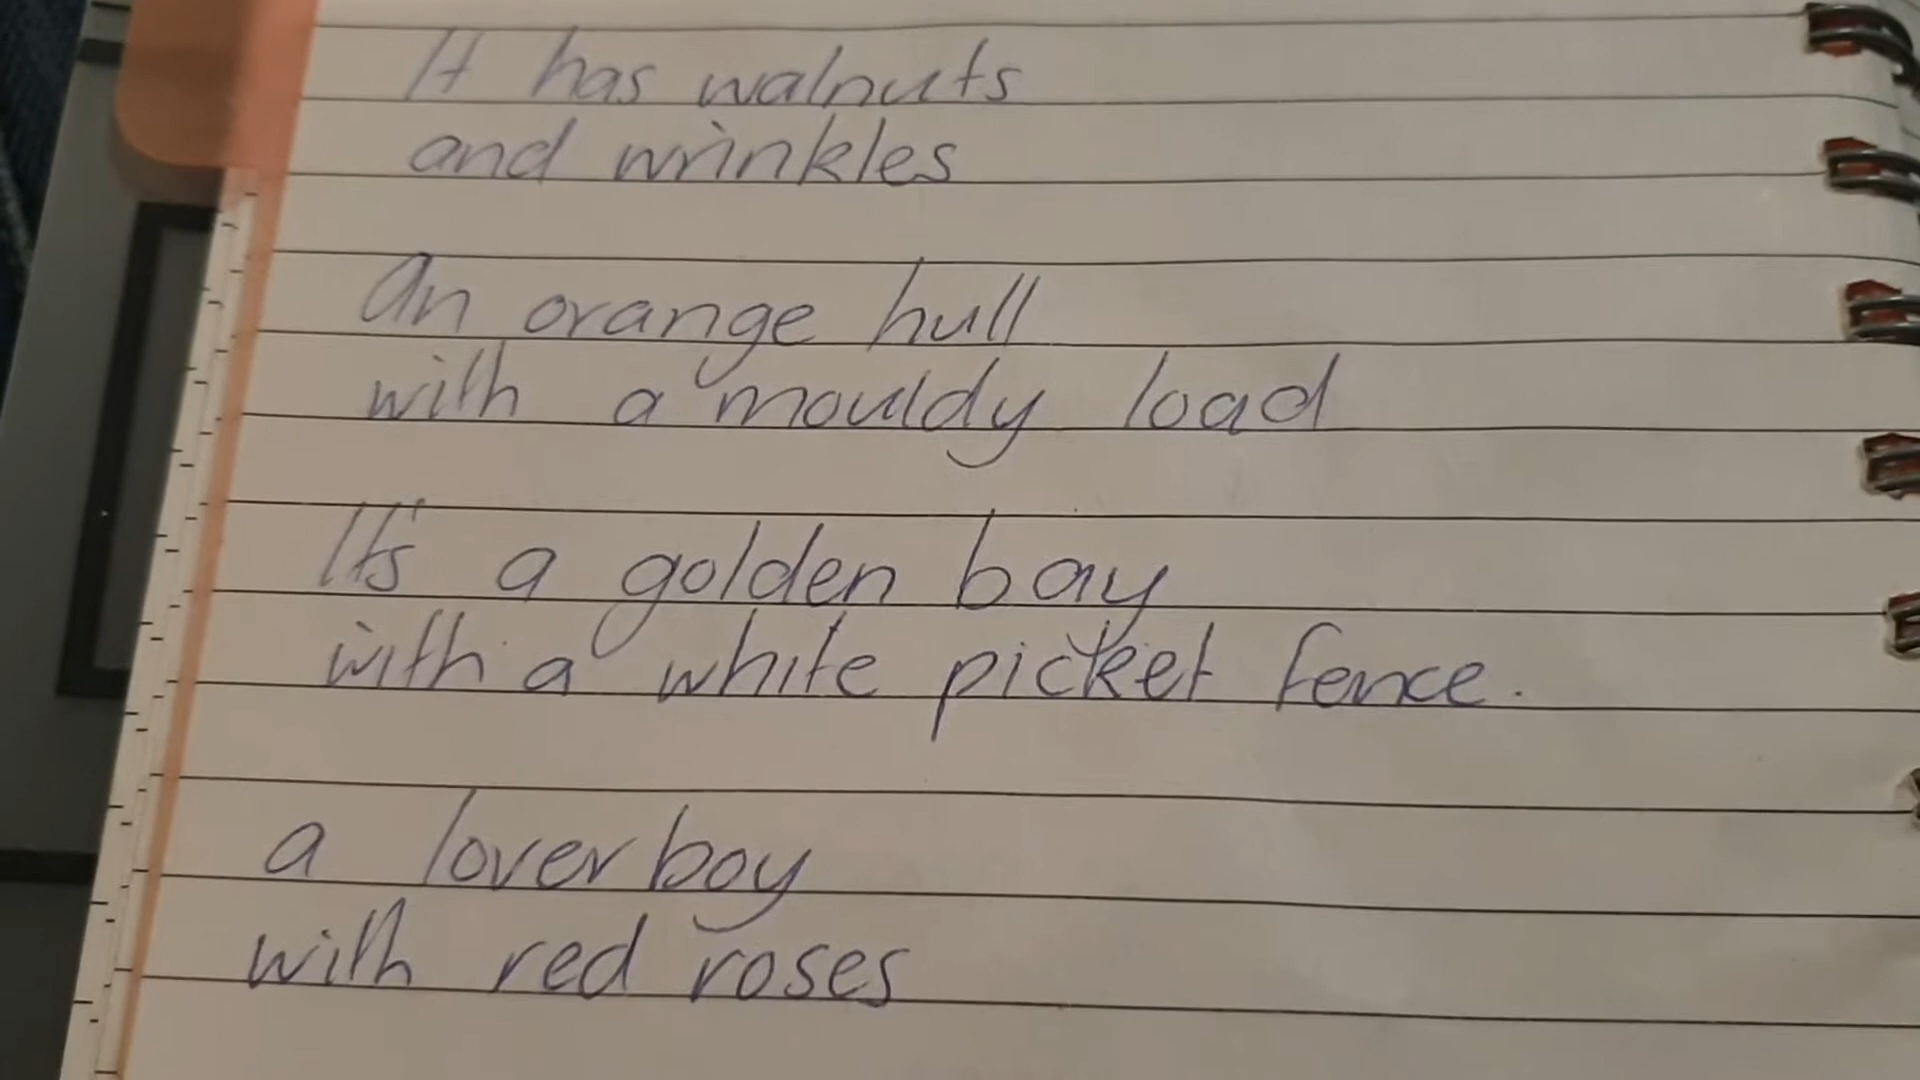 It has walnuts
and wrinkles
An orange hull
with a mouldy load
It's a golden bay
with a white picket fence.
a lover boy
with red roses